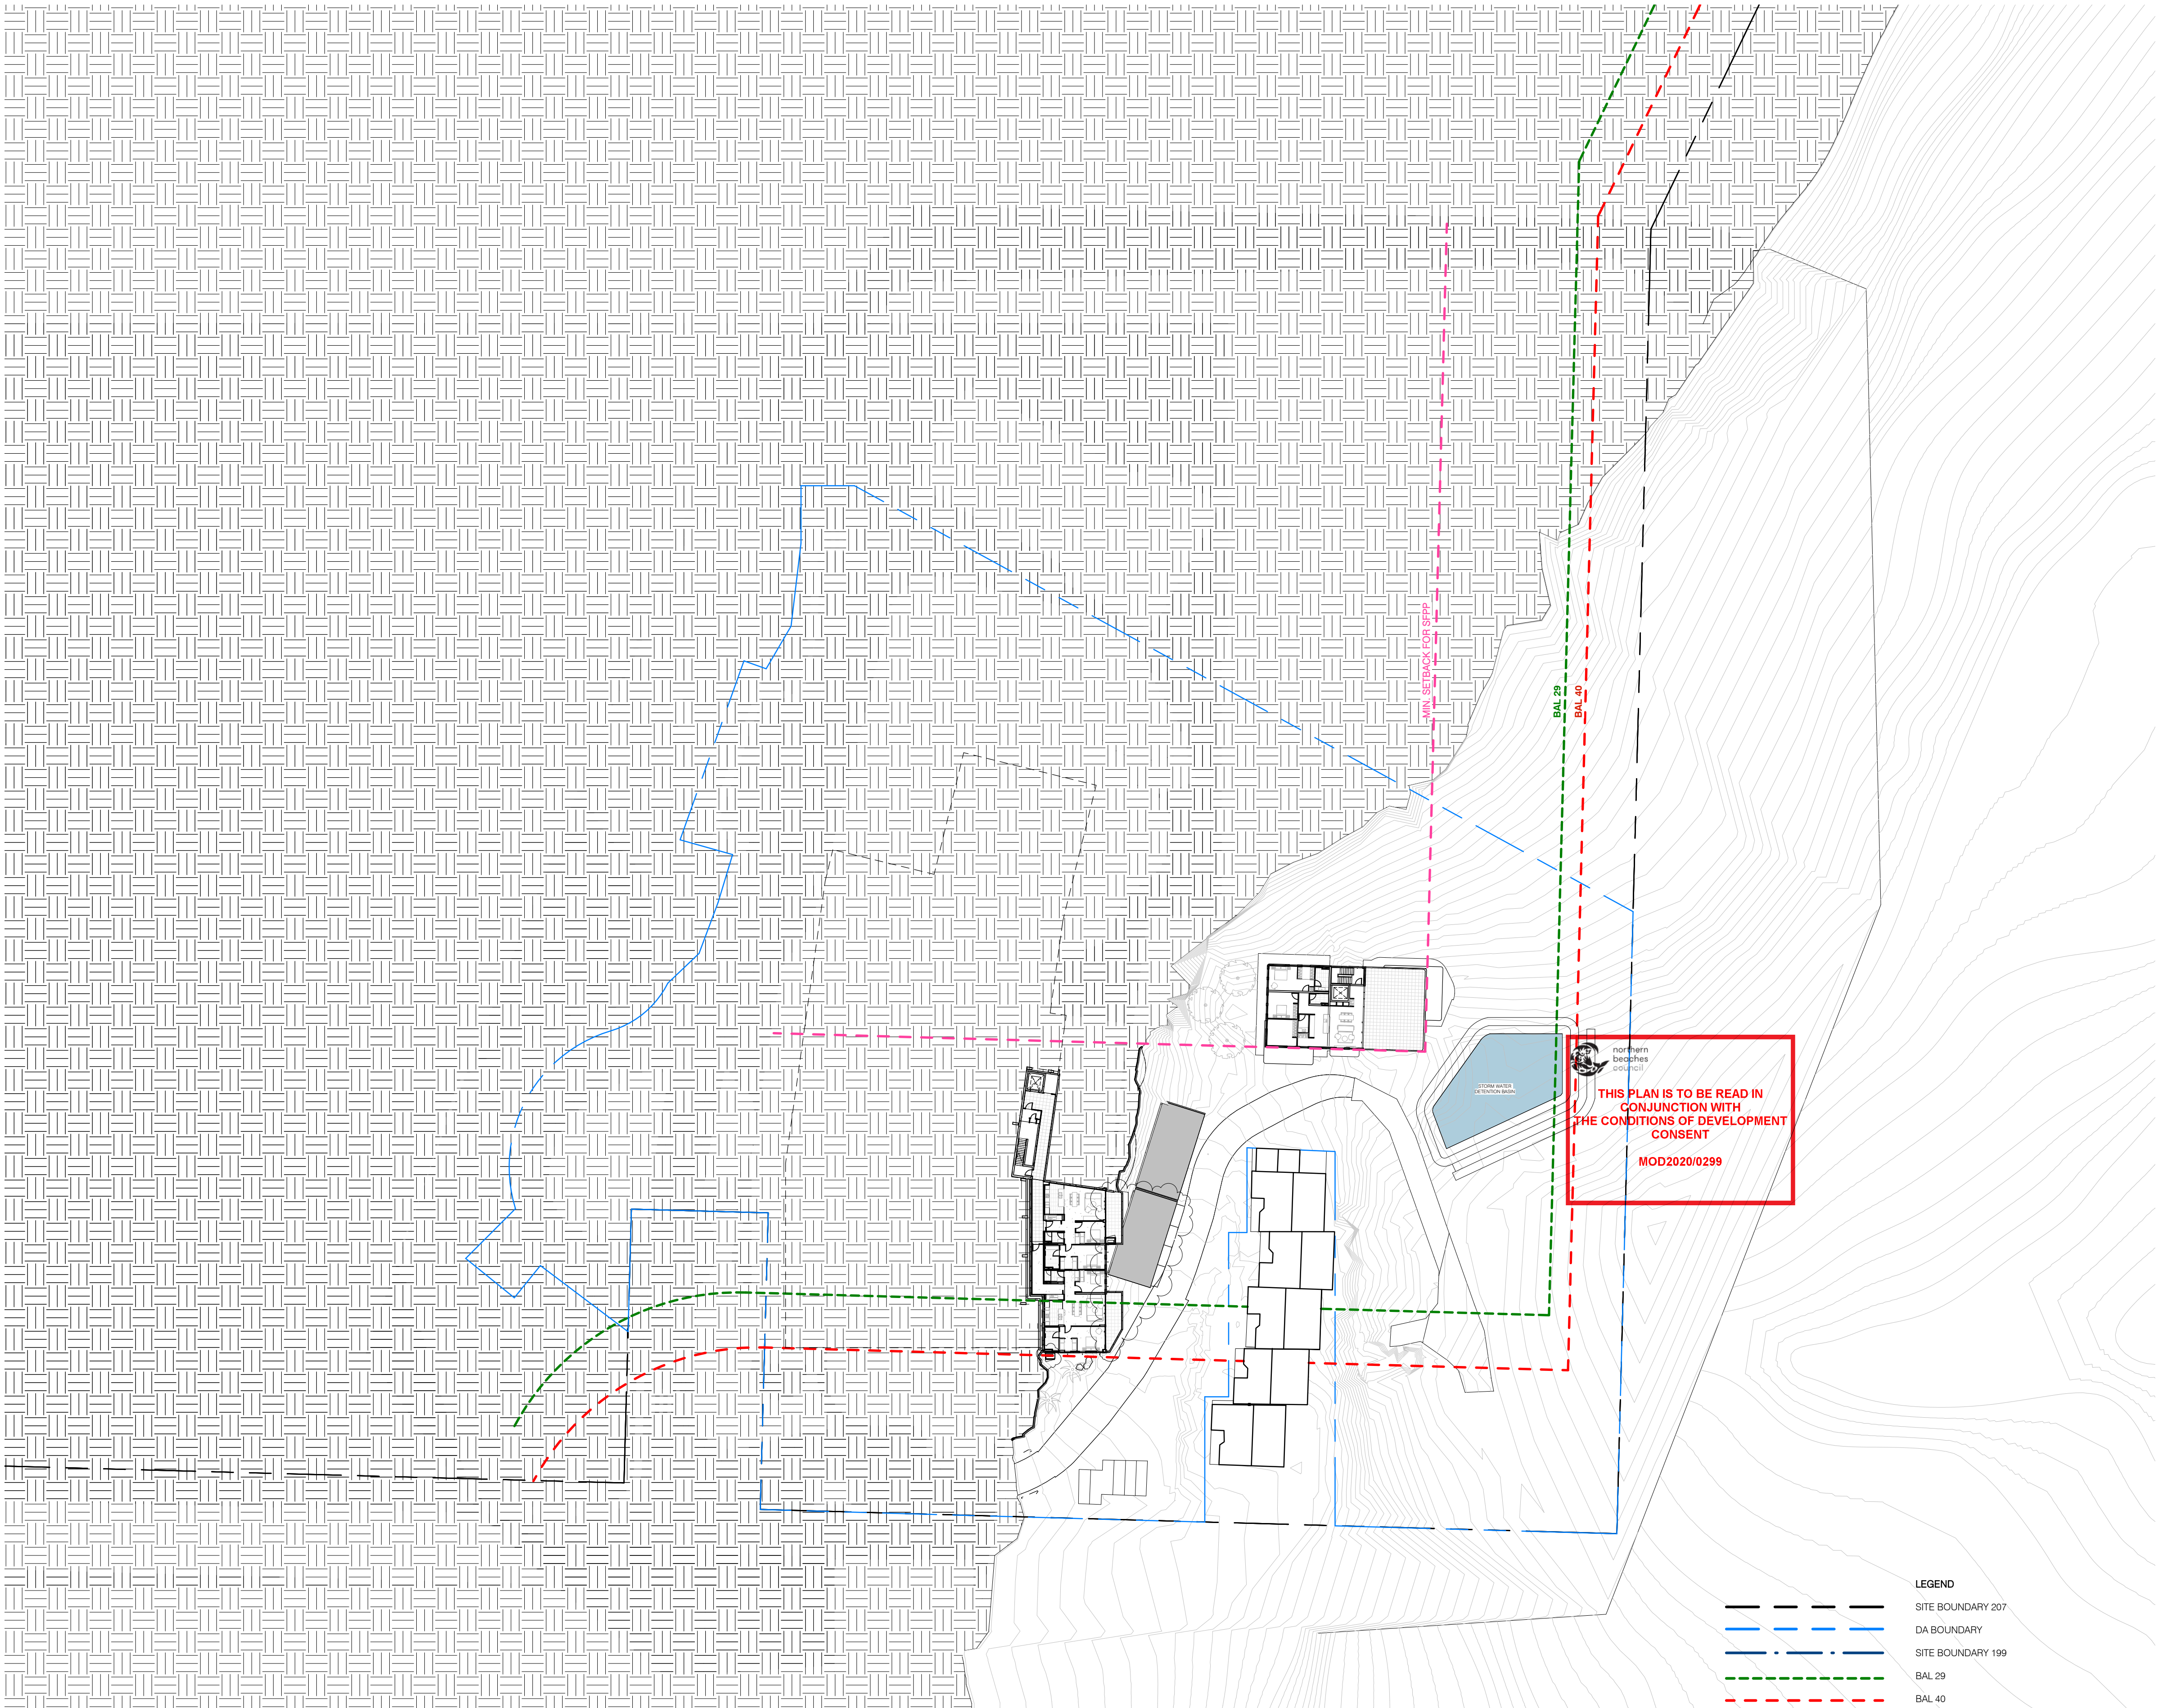 MIN. SETBACK FOR SFPP
BAL 29
BAL 40
STORM WATER
DETENTION BASIN
northern
beaches
council
THIS PLAN IS TO BE READ IN
CONJUNCTION WITH
THE CONDITIONS OF DEVELOPMENT
CONSENT
MOD2020/0299
LEGEND
SITE BOUNDARY 207
DA BOUNDARY
SITE BOUNDARY 199
BAL 29
BAL 40